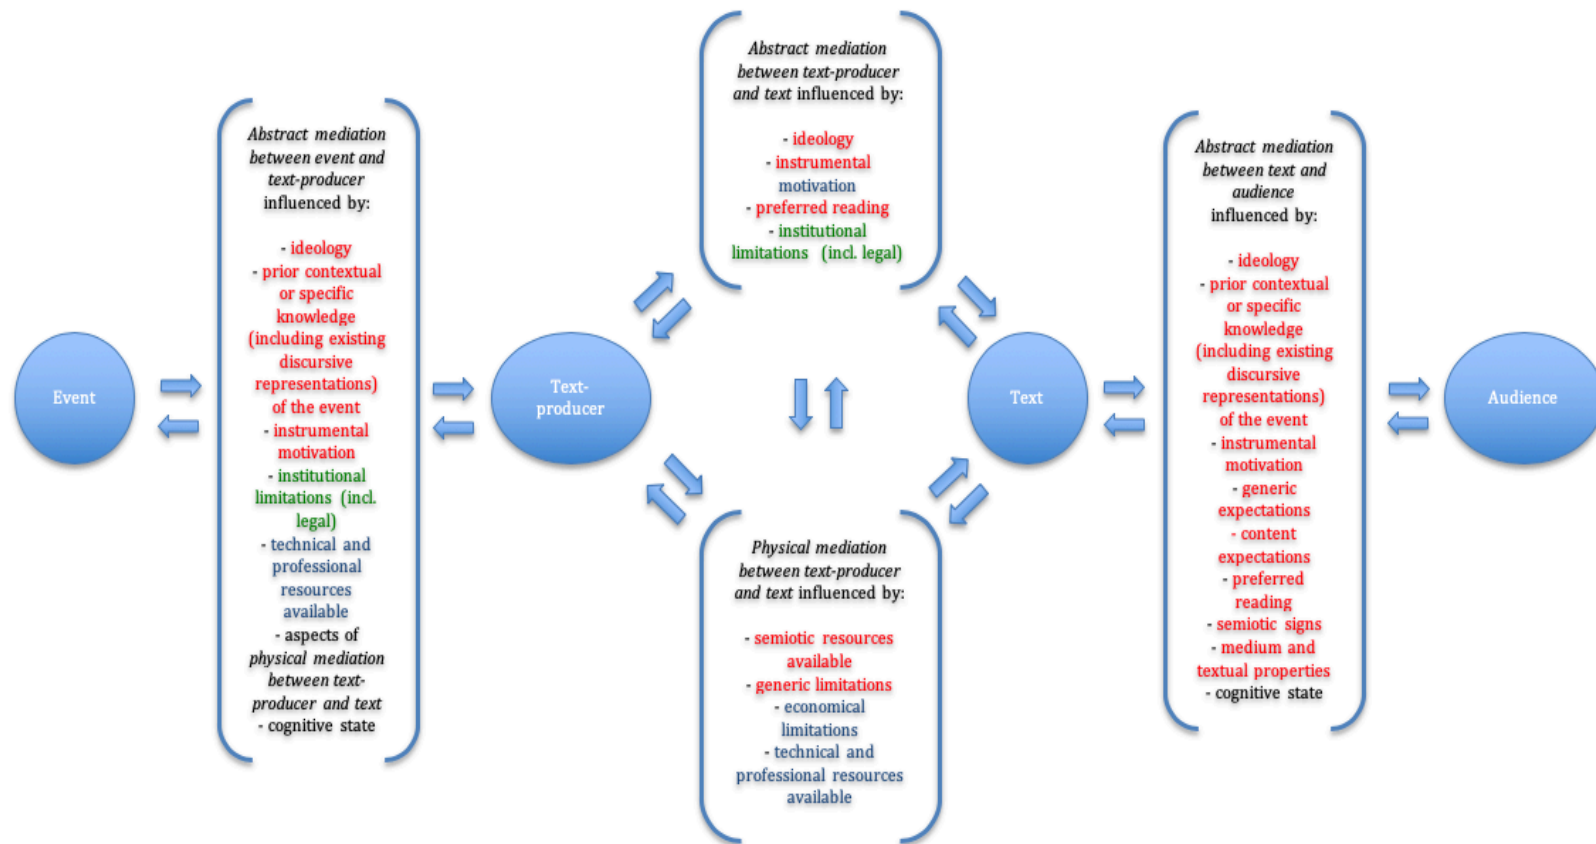 Event
Abstract mediation
between event and
text-producer
influenced by:
- ideology
- prior contextual
or specific
knowledge
(including existing
discursive
representations)
of the event
- instrumental
motivation
- institutional
limitations (incl.
legal)
- technical and
professional
resources
available
- aspects of
physical mediation
between text-
producer and text
- cognitive state
Text-
producer
Abstract mediation
between text-producer
and text influenced by:
- ideology
- instrumental
motivation
- preferred reading
- institutional
limitations (incl. legal)
Physical mediation
between text-producer
and text influenced by:
- semiotic resources
available
- generic limitations
- economical
limitations
- technical and
professional resources
available
Text
Abstract mediation
between text and
audience
influenced by:
- ideology
- prior contextual
or specific
knowledge
(including existing
discursive
representations)
of the event
- instrumental
motivation
- generic
expectations
- content
expectations
- preferred
reading
- semiotic signs
- medium and
textual properties
- cognitive state
Audience